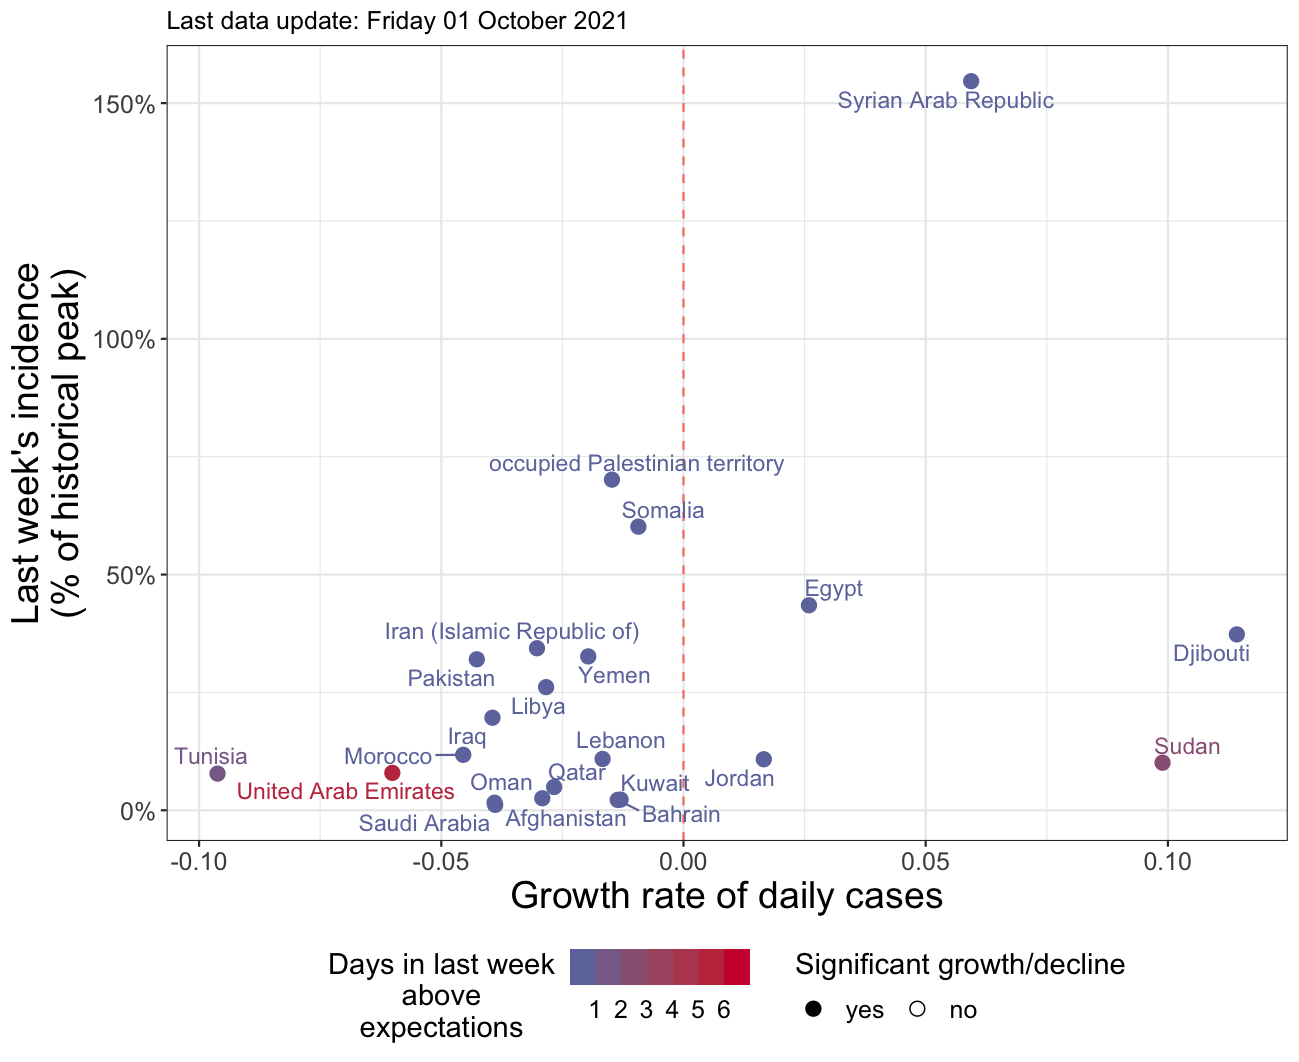 Last data update: Friday 01 October 2021
Last week's incidence
(% of historical peak)
150%
100%
50%
0%
Syrian Arab Republic
occupied Palestinian territory
Somalia
Egypt
Iran (Islamic Republic of)
Djibouti
Pakistan
Yemen
Libya
Iraq
Lebanon
Sudan
Tunisia
Morocco
Qatar
Jordan
Oman
Kuwait
United Arab Emirates
Bahrain
Afghanistan
Saudi Arabia
-0.10 -0.05 0.00 0.05 0.10
Growth rate of daily cases
Days in last week
above
expectations
1 2 3 4 5 6
Significant growth/decline
yes no